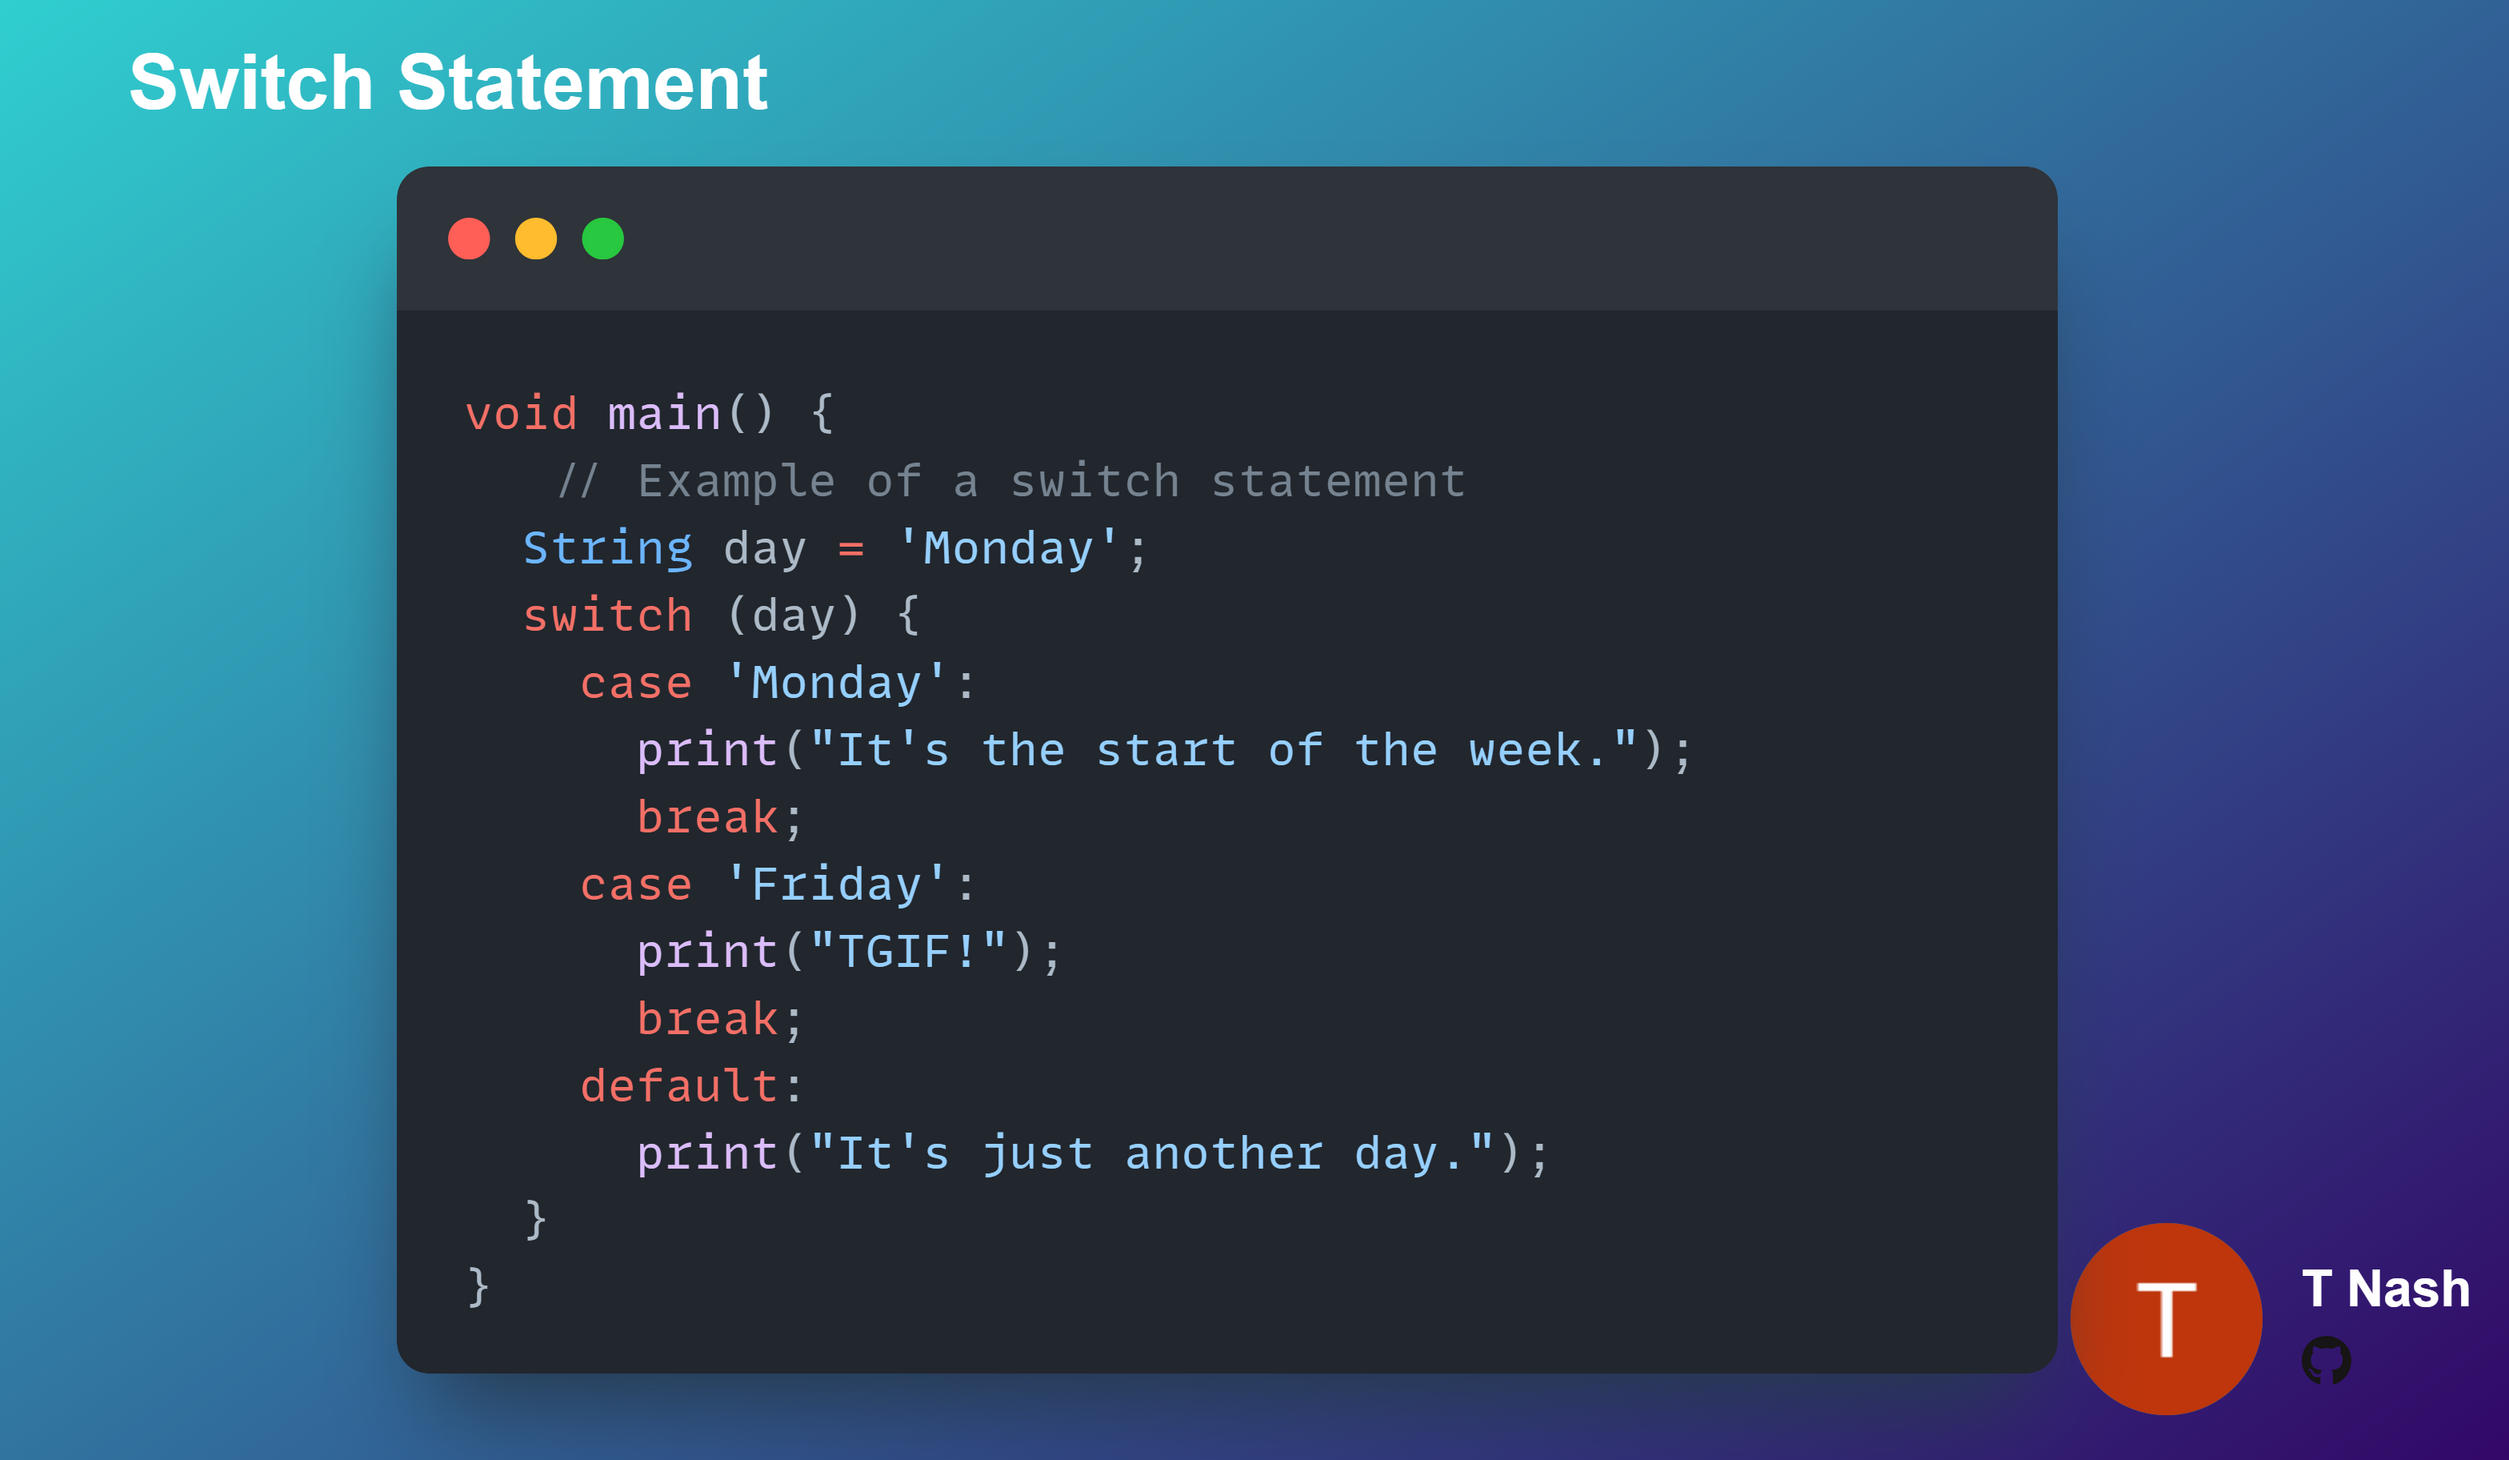 Switch Statement
void main() {
   // Example of a switch statement
  String day = 'Monday';
  switch (day) {
    case 'Monday':
      print("It's the start of the week.");
      break;
    case 'Friday':
      print("TGIF!");
      break;
    default:
      print("It's just another day.");
  }
}
T
T Nash